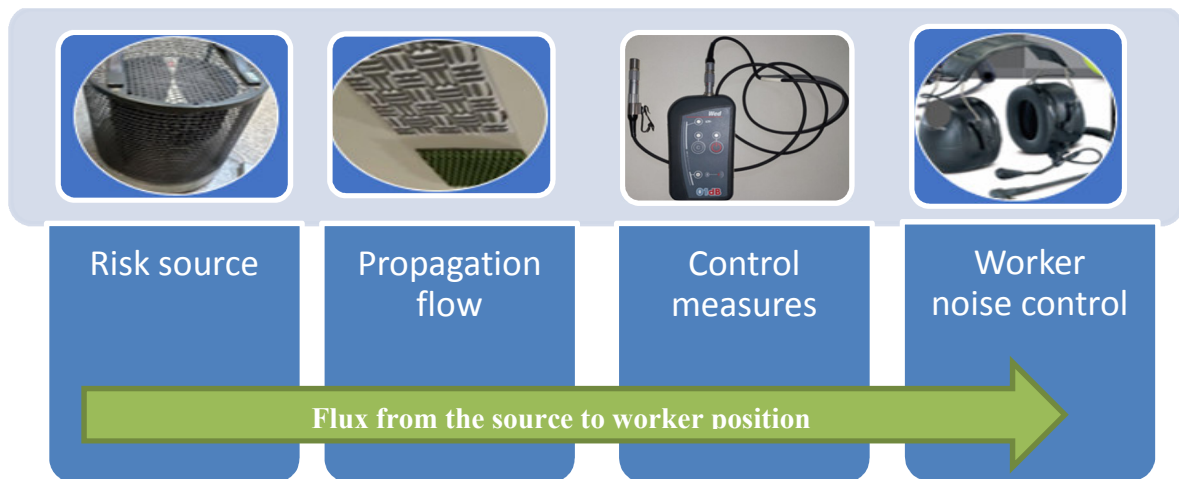 Risk source
Propagation
flow
Control
measures
Worker
noise control
Flux from the source to worker position